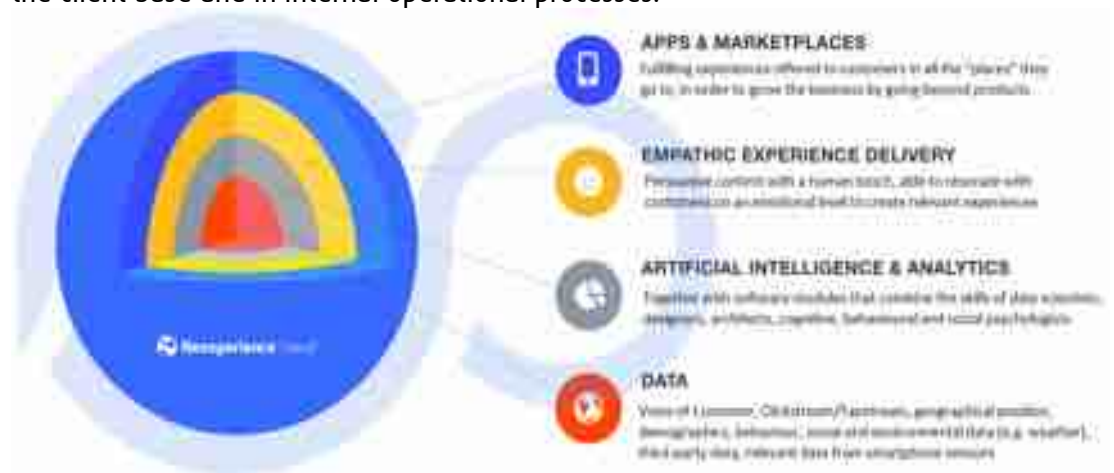 the client base and in internal operational processes.
APPS & MARKETPLACES
Fulfilling experiences offered to customers in all the "places" they
go to, in order to grow the business by going beyond products
EMPATHIC EXPERIENCE DELIVERY
Persuasive content with a human touch, able to resonate with
customers on an emotional level to create relevant experiences
ARTIFICIAL INTELLIGENCE & ANALYTICS
Together with software modules that combine the skills of data scientists,
designers, architects, cognitive, behavioural and social psychologists
Neosperience Cloud
DATA
Voice of Customer, Clickstream/Tapstream, geographical position,
demographics, behaviour, social and environmental data (e.g. weather),
third party data, relevant data from smartphone sensors